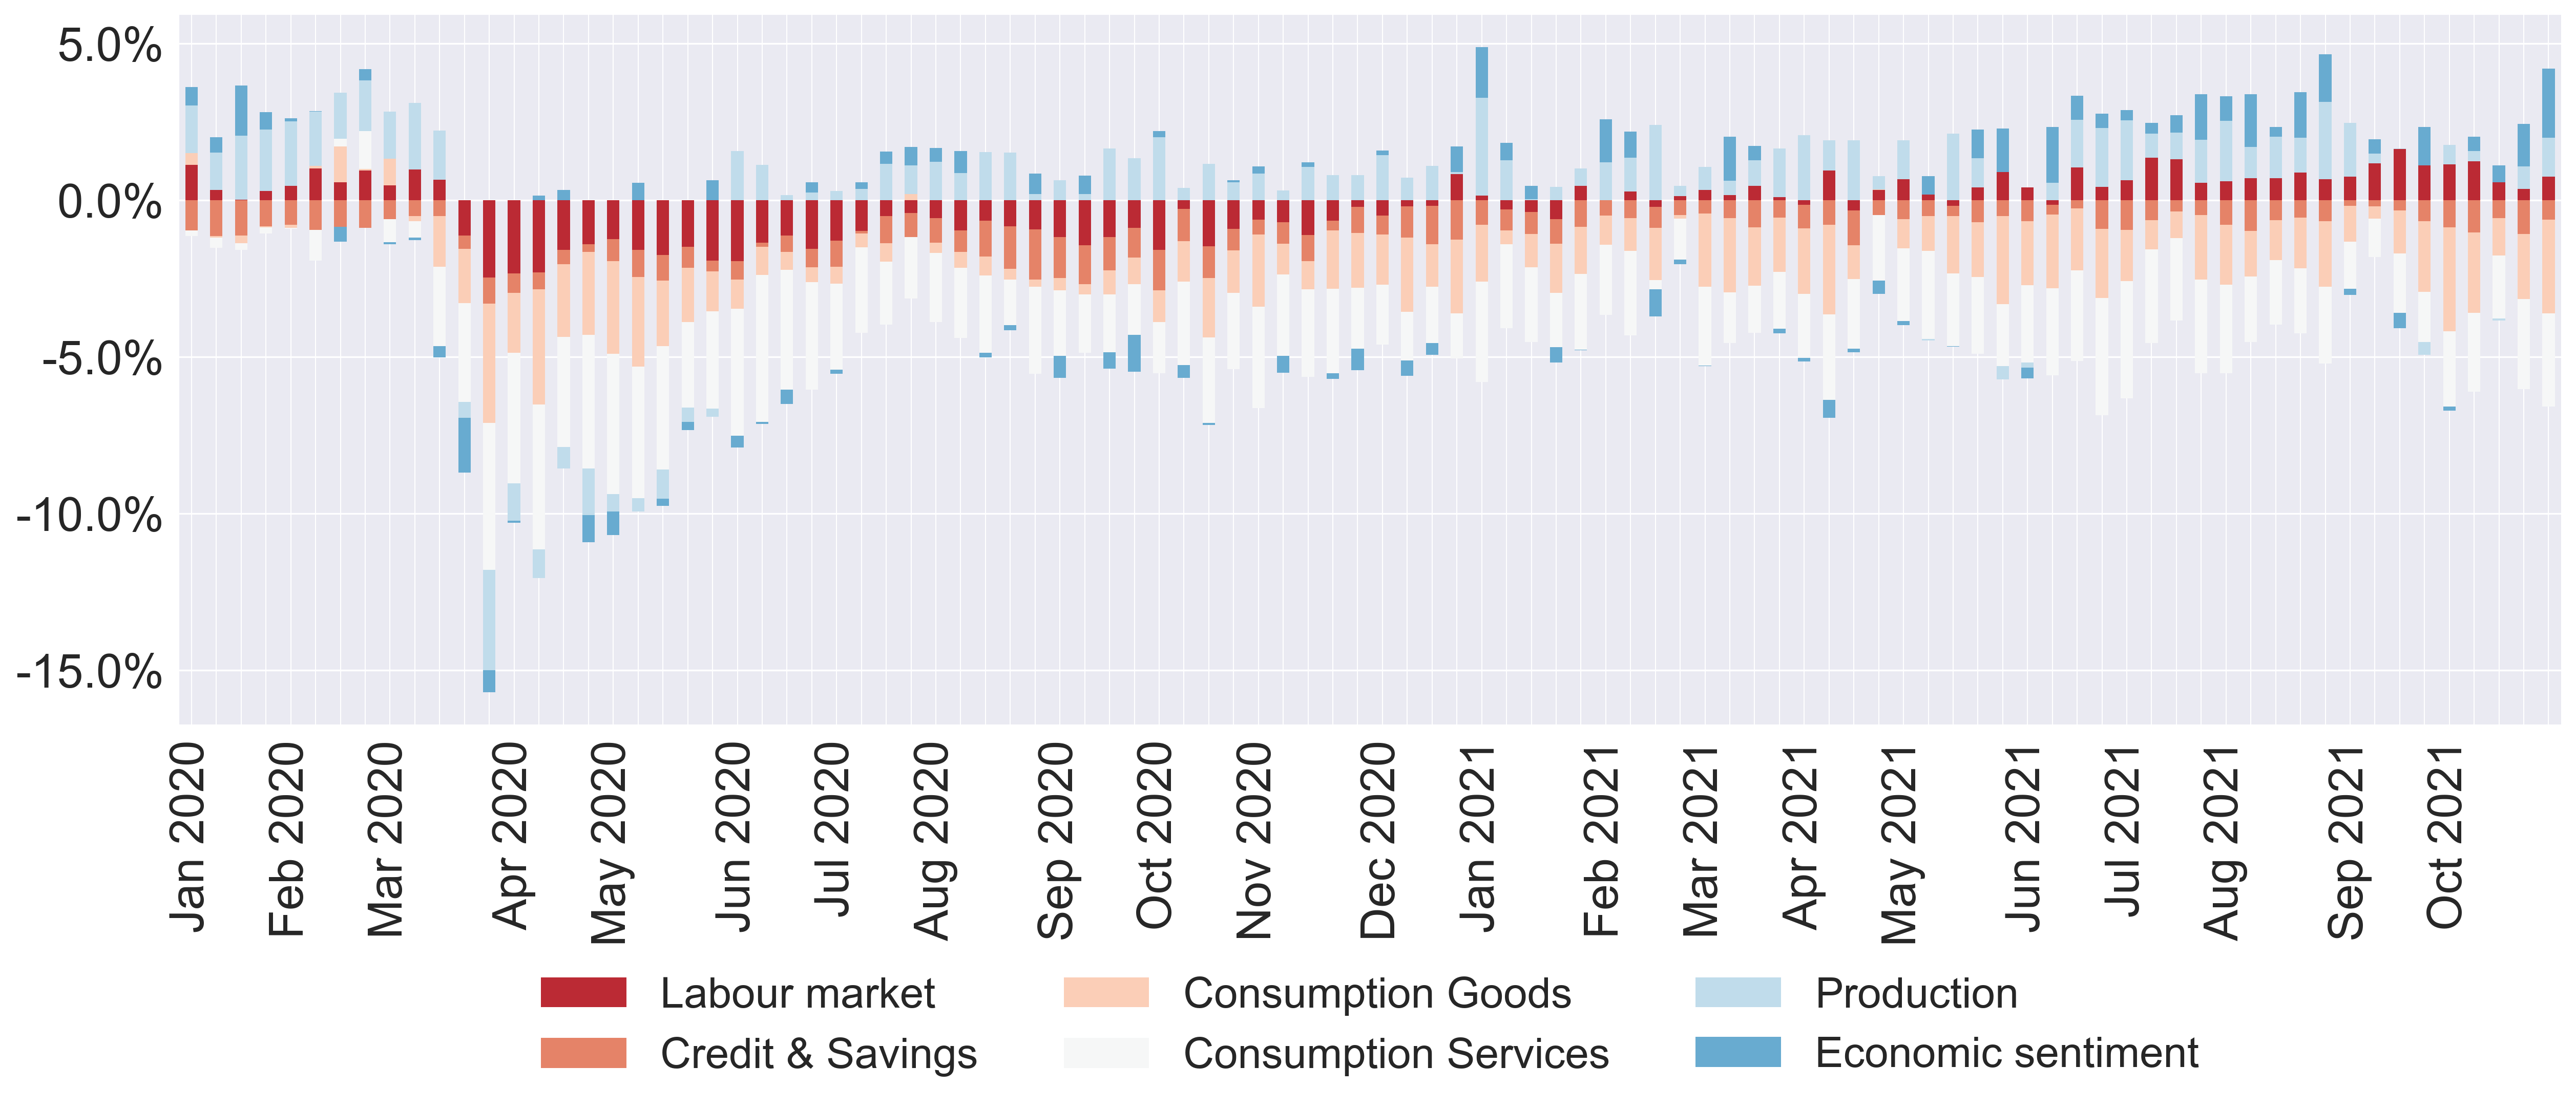 5.0%
0.0%
-5.0%
-10.0%
-15.0%
Jan 2020
Feb 2020
Mar 2020
Apr 2020
May 2020
Jun 2020
Jul 2020
Aug 2020
Sep 2020
Oct 2020
Nov 2020
Dec 2020
Jan 2021
Feb 2021
Mar 2021
Apr 2021
May 2021
Jun 2021
Jul 2021
Aug 2021
Sep 2021
Oct 2021
Labour market
Consumption Goods
Production
Credit & Savings
Consumption Services
Economic sentiment